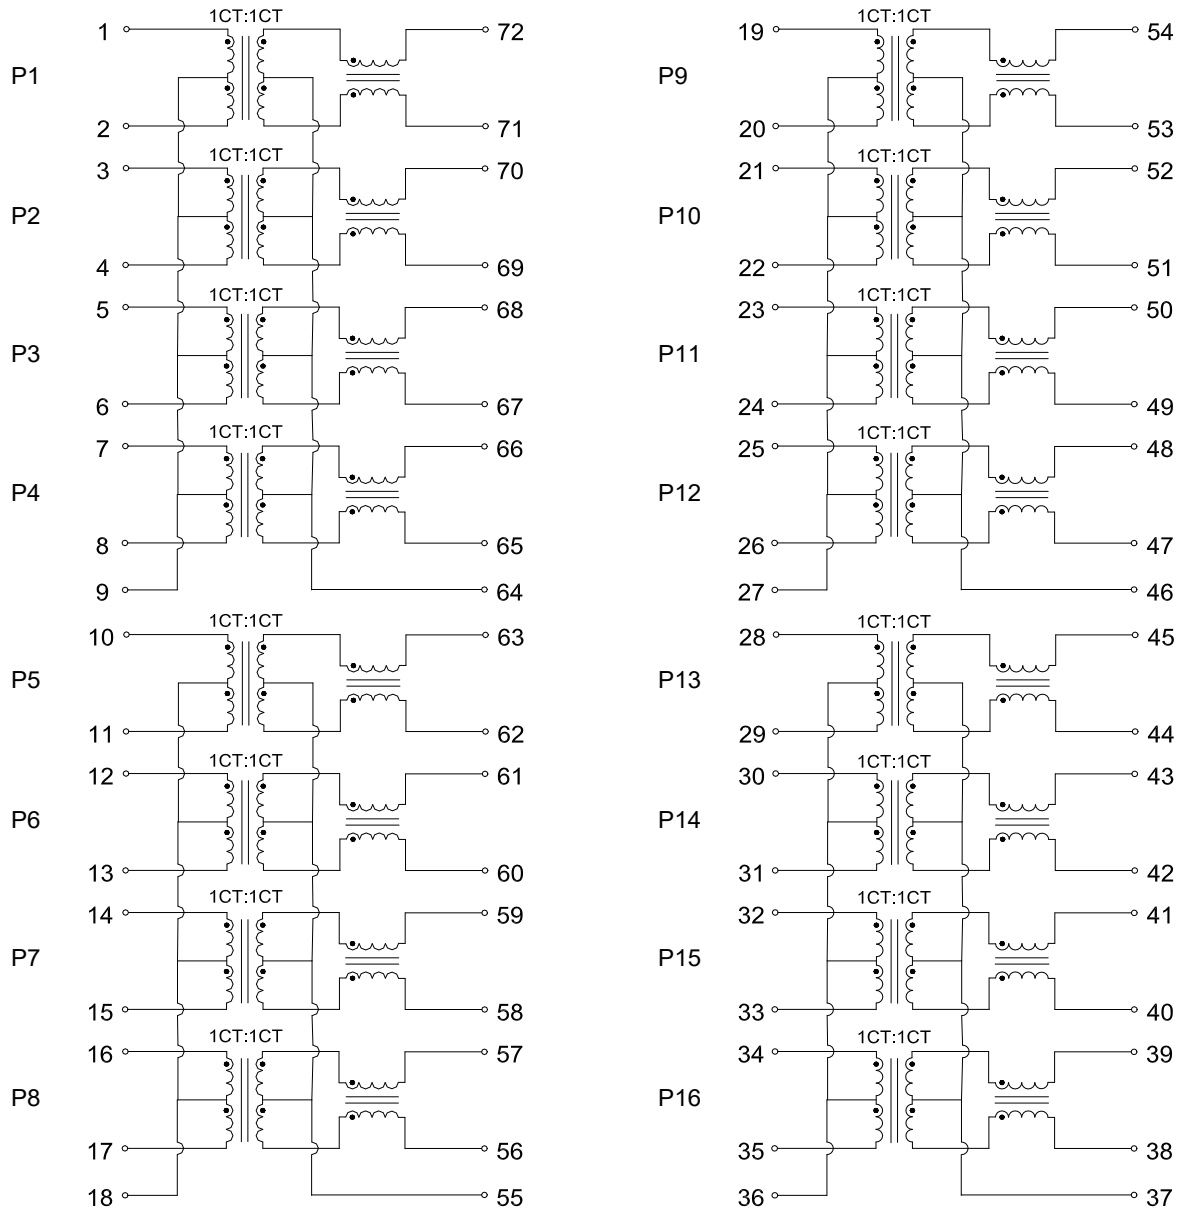 1CT:1CT
1 72
P1
2 71
1CT:1CT
3 70
P2
4 69
1CT:1CT
5 68
P3
6 67
1CT:1CT
7 66
P4
8 65
9 64
1CT:1CT
10 63
P5
11 62
1CT:1CT
12 61
P6
13 60
1CT:1CT
14 59
P7
15 58
1CT:1CT
16 57
P8
17 56
18 55
1CT:1CT
19 54
P9
20 53
1CT:1CT
21 52
P10
22 51
1CT:1CT
23 50
P11
24 49
1CT:1CT
25 48
P12
26 47
27 46
1CT:1CT
28 45
P13
29 44
1CT:1CT
30 43
P14
31 42
1CT:1CT
32 41
P15
33 40
1CT:1CT
34 39
P16
35 38
36 37